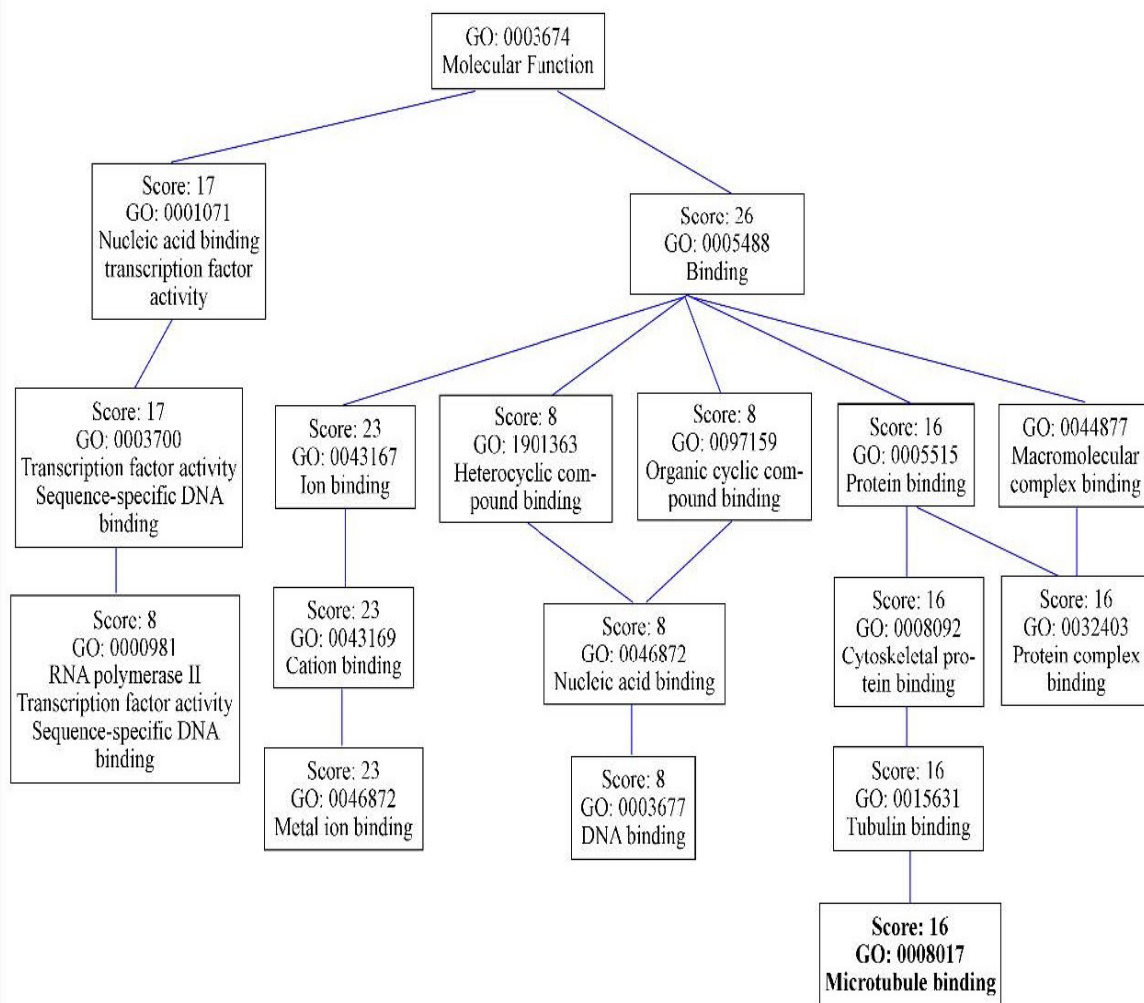 GO: 0003674
Molecular Function
Score: 17
GO: 0001071
Nucleic acid binding
transcription factor
activity
Score: 26
GO: 0005488
Binding
Score: 17
GO: 0003700
Transcription factor activity
Sequence-specific DNA
binding
Score: 23
GO: 0043167
Ion binding
Score: 8
GO: 1901363
Heterocyclic com-
pound binding
Score: 8
GO: 0097159
Organic cyclic com-
pound binding
Score: 16
GO: 0005515
Protein binding
GO: 0044877
Macromolecular
complex binding
Score: 8
GO: 0000981
RNA polymerase II
Transcription factor activity
Sequence-specific DNA
binding
Score: 23
GO: 0043169
Cation binding
Score: 8
GO: 0046872
Nucleic acid binding
Score: 16
GO: 0008092
Cytoskeletal pro-
tein binding
Score: 16
GO: 0032403
Protein complex
binding
Score: 23
GO: 0046872
Metal ion binding
Score: 8
GO: 0003677
DNA binding
Score: 16
GO: 0015631
Tubulin binding
Score: 16
GO: 0008017
Microtubule binding